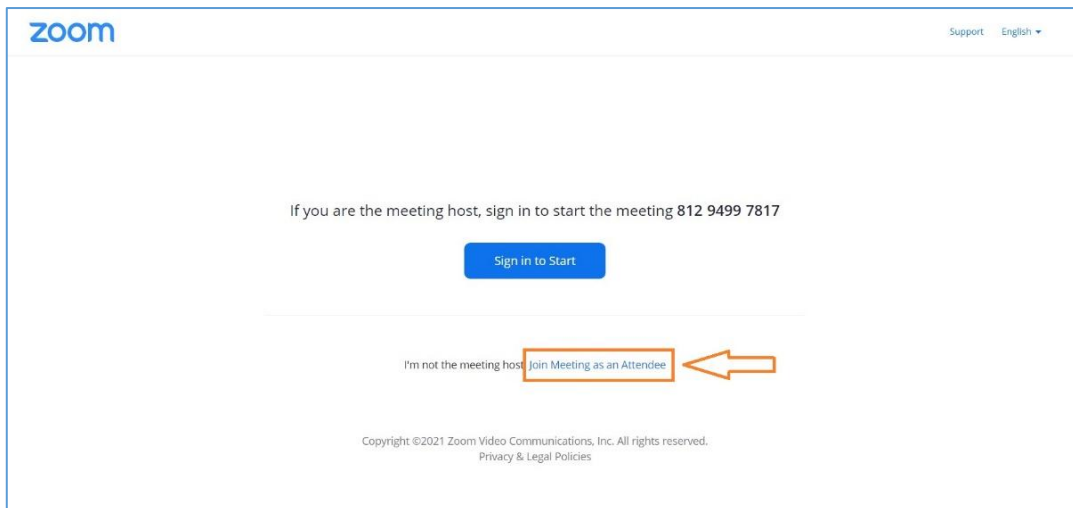 zoom
Support English
If you are the meeting host, sign in to start the meeting 812 9499 7817
Sign in to Start
I'm not the meeting host Join Meeting as an Attendee
Copyright ©2021 Zoom Video Communications, Inc. All rights reserved.
Privacy & Legal Policies